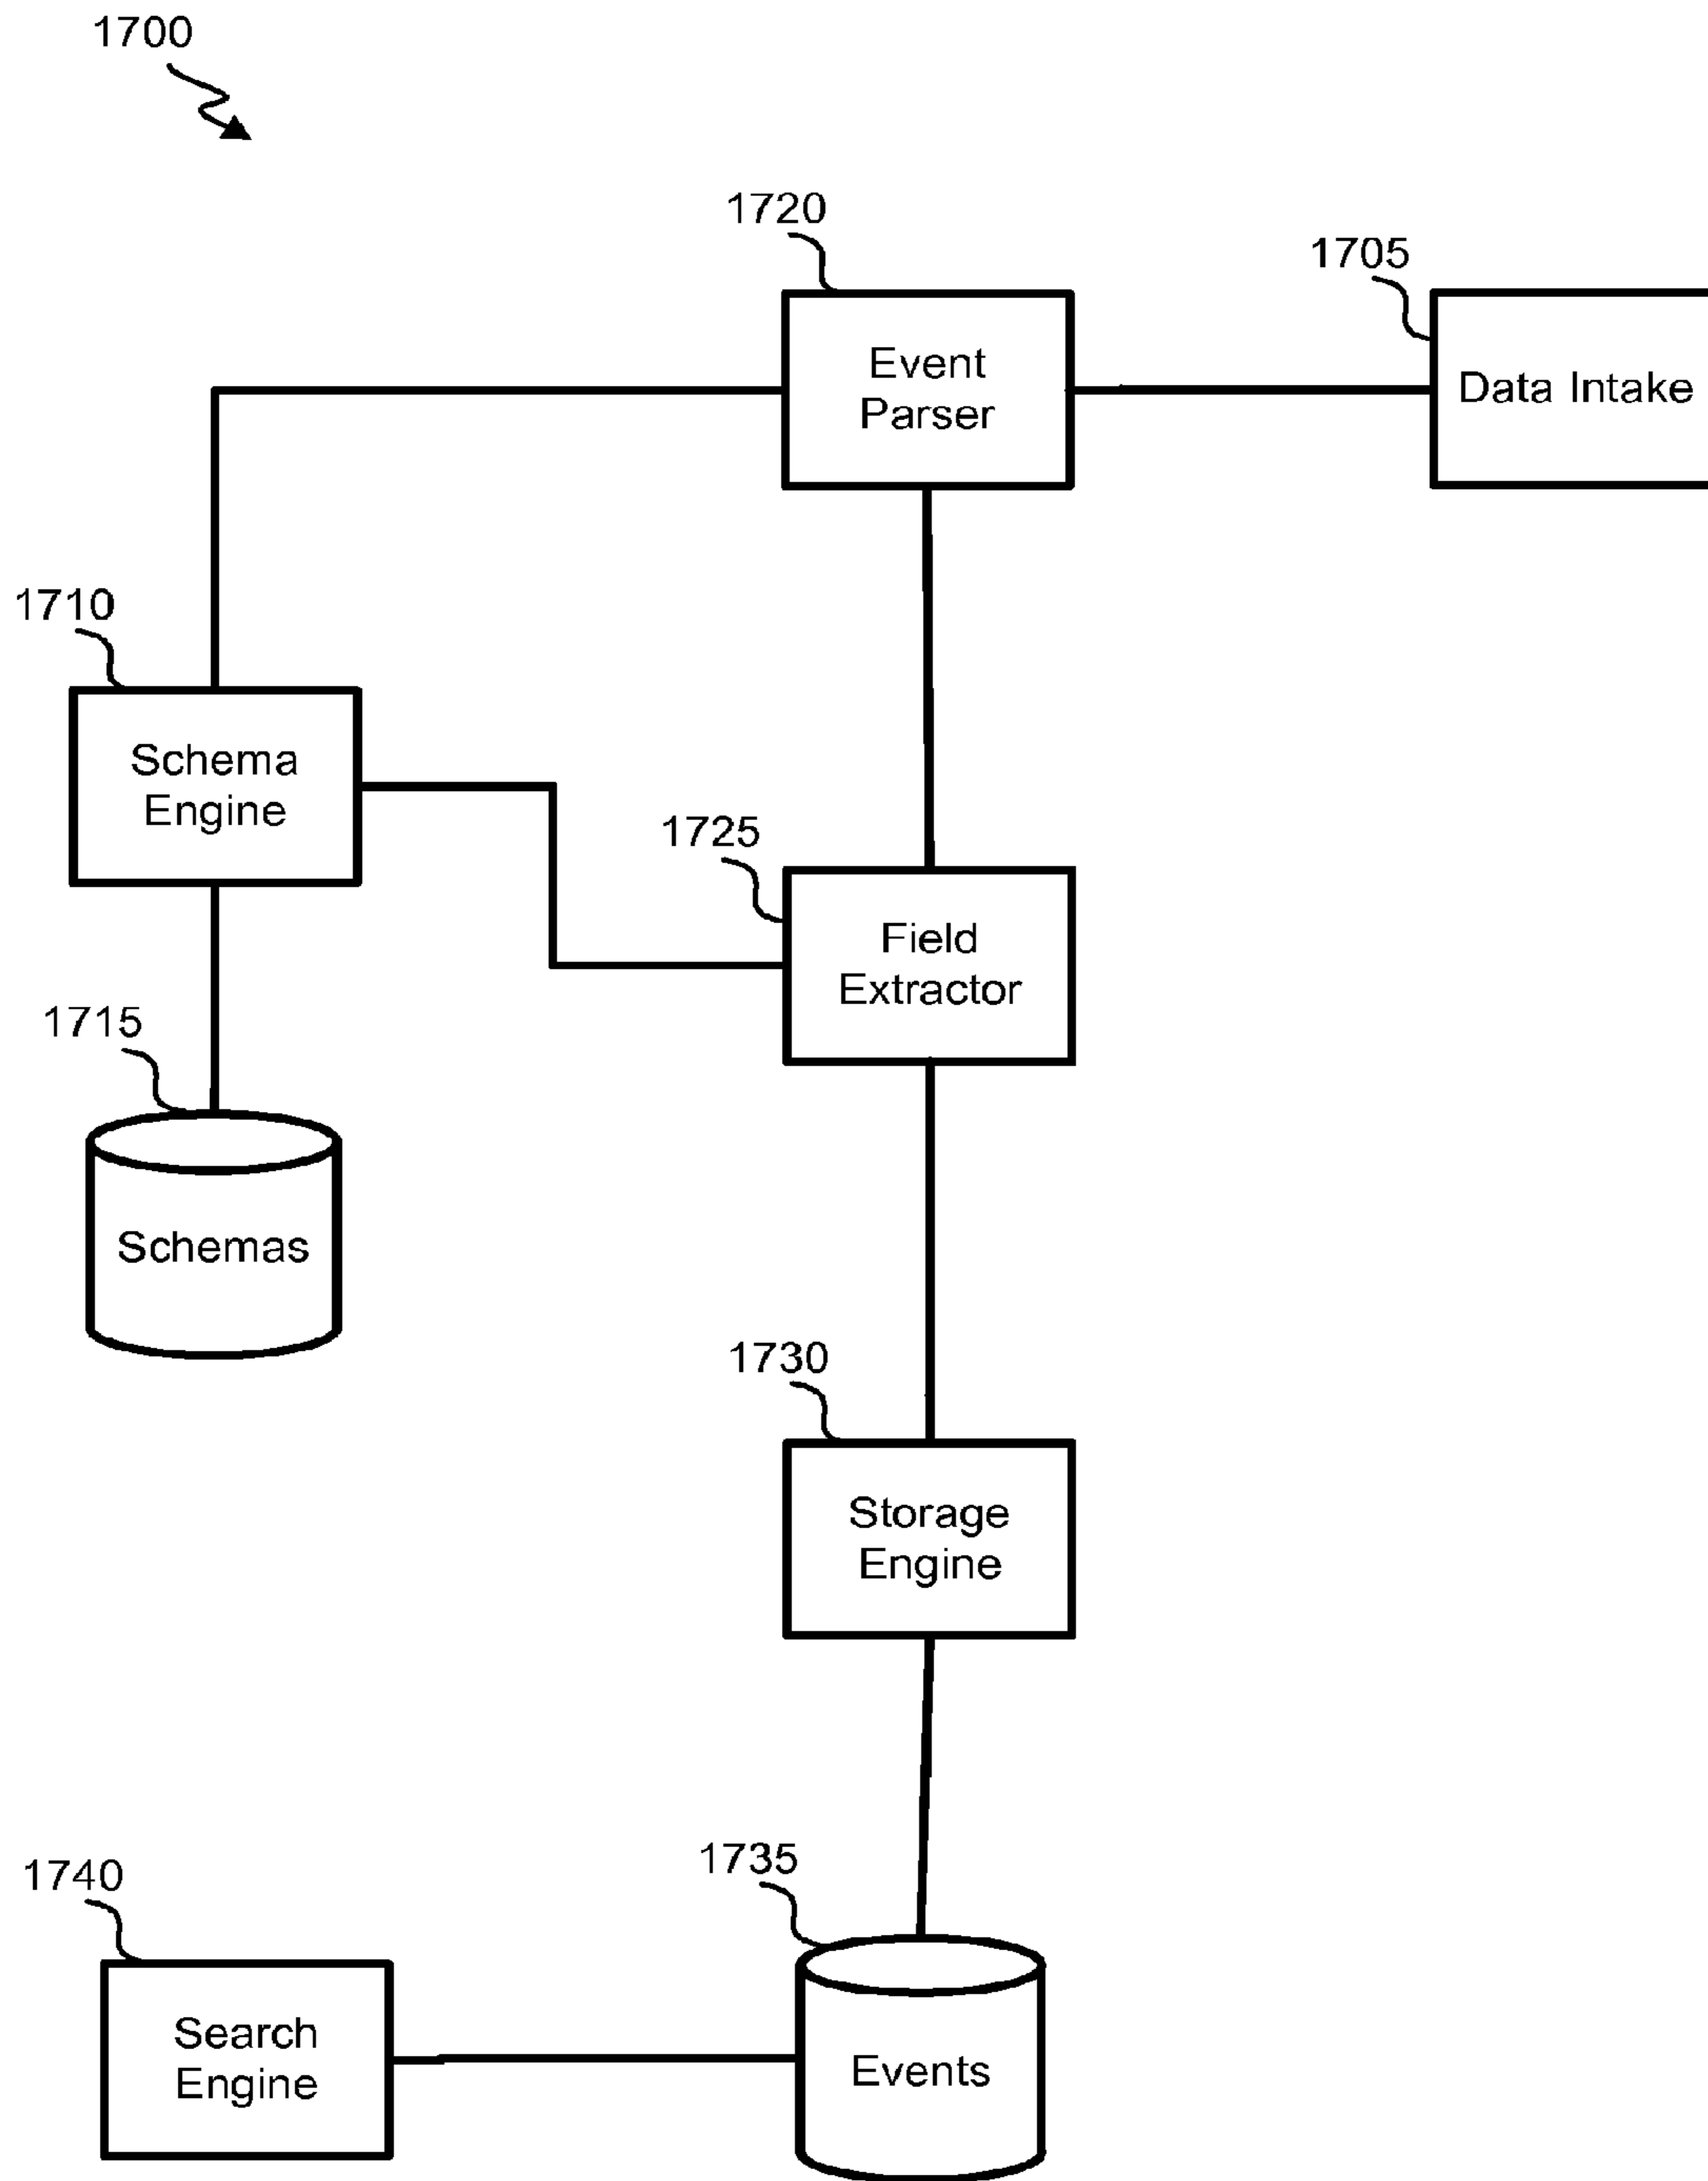 1700
1720
1705
Event
Parser
Data Intake
1710
Schema
Engine
1725
Field
Extractor
1715
Schemas
1730
Storage
Engine
1740
1735
Search
Engine
Events